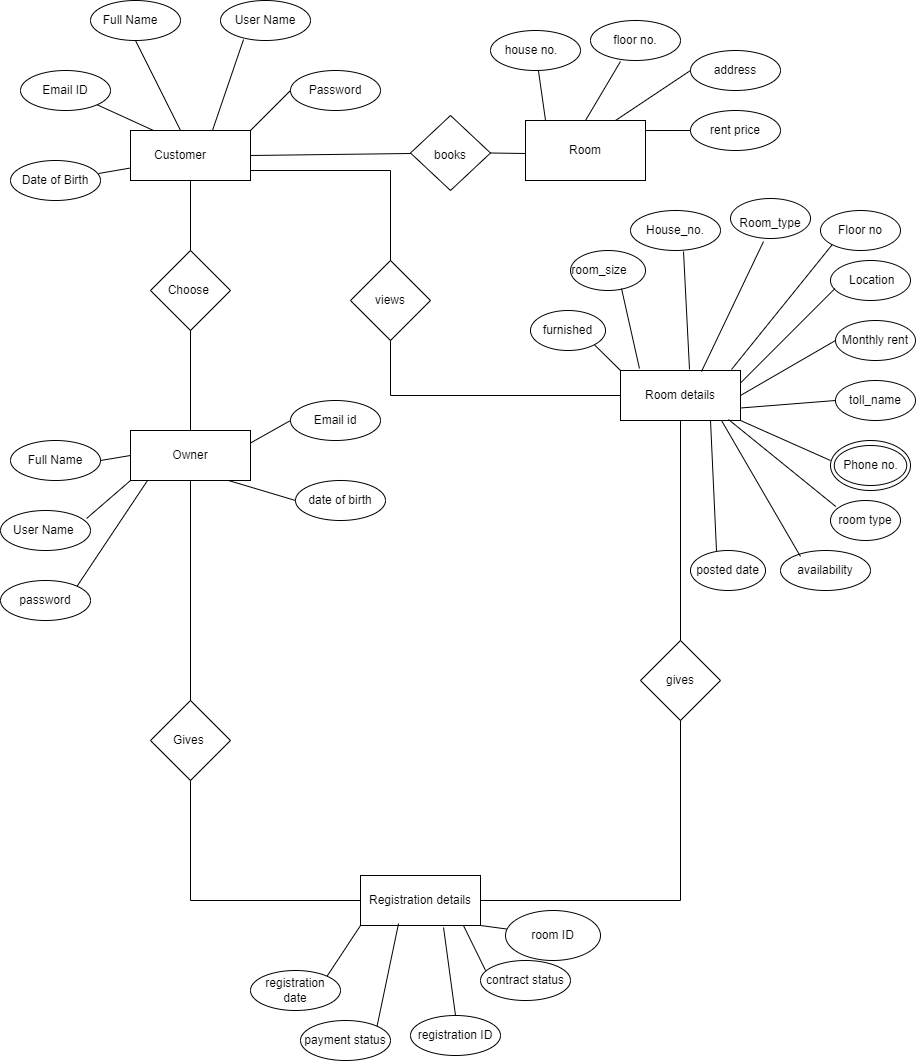 Full Name
User Name
house no.
floor no.
address
Email ID
Password
rent price
Customer
books
Room
Date of Birth
House_no.
Room_type
Floor no
room_size
Location
Choose
views
furnished
Monthly rent
Room details
toll_name
Email id
Full Name
Owner
Phone no.
date of birth
User Name
room type
password
posted date
availability
gives
Gives
Registration details
room ID
contract status
registration
date
payment status
registration ID